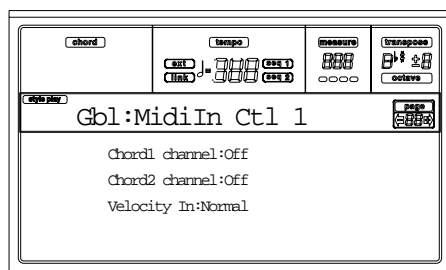 chord tempo measure transpose
ext seq 1
link seq 2
octave
style play
page
Gbl:MidiIn Ctl 1
Chord1 channel:Off
Chord2 channel:Off
Velocity In:Normal